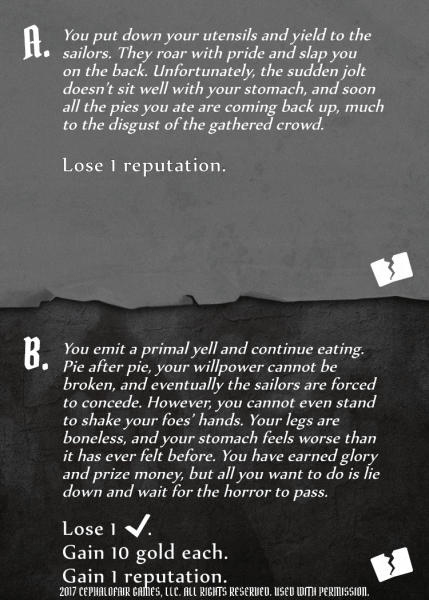 A.
You put down your utensils and yield to the
sailors. They roar with pride and slap you
on the back. Unfortunately, the sudden jolt
doesn't sit well with your stomach, and soon
all the pies you ate are coming back up, much
to the disgust of the gathered crowd.
Lose 1 reputation.
B.
You emit a primal yell and continue eating.
Pie after pie, your willpower cannot be
broken, and eventually the sailors are forced
to concede. However, you cannot even stand
to shake your foes' hands. Your legs are
boneless, and your stomach feels worse than
it has ever felt before. You have earned glory
and prize money, but all you want to do is lie
down and wait for the horror to pass.
Lose 1 ✓.
Gain 10 gold each.
Gain 1 reputation.
2017 CEPHALOFAIR GAMES, LLC. ALL RIGHTS RESERVED. USED WITH PERMISSION.